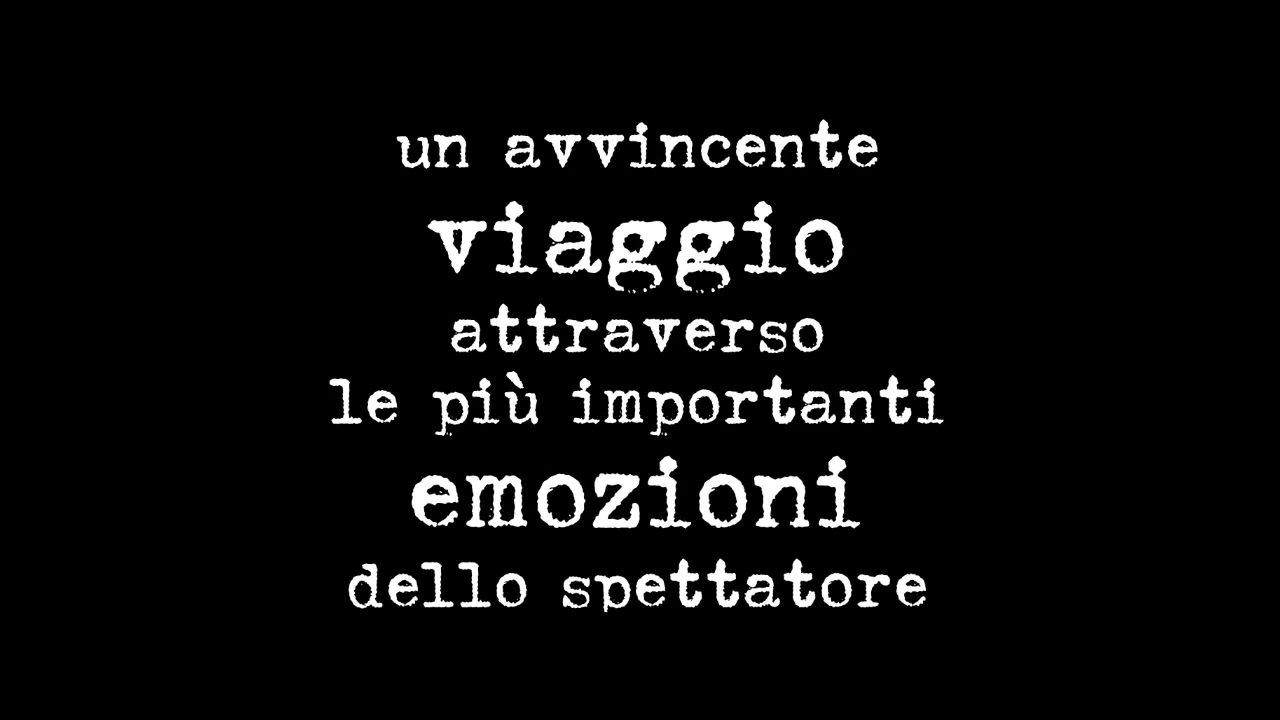 un avvincente
viaggio
attraverso
le più importanti
emozioni
dello spettatore